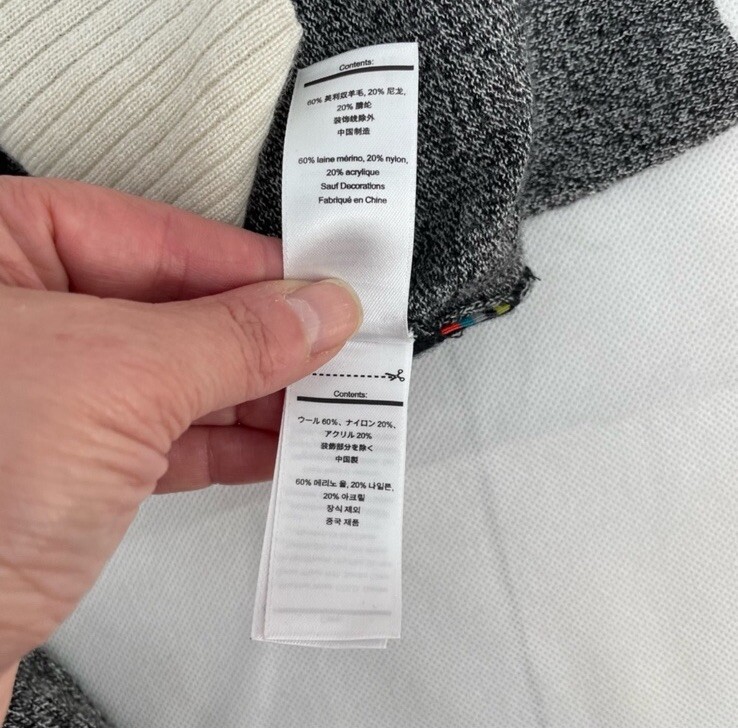 Contents:
60% 美利奴羊毛, 20% 尼龙,
20% 腈纶
装饰线除外
中国制造
60% laine mérino, 20% nylon,
20% acrylique
Sauf Decorations
Fabriqué en Chine
Contents:
ウール 60%、ナイロン 20%、
アクリル 20%
装飾部分を除く
中国製
60% 메리노 울, 20% 나일론,
20% 아크릴
장식 제외
중국 제품